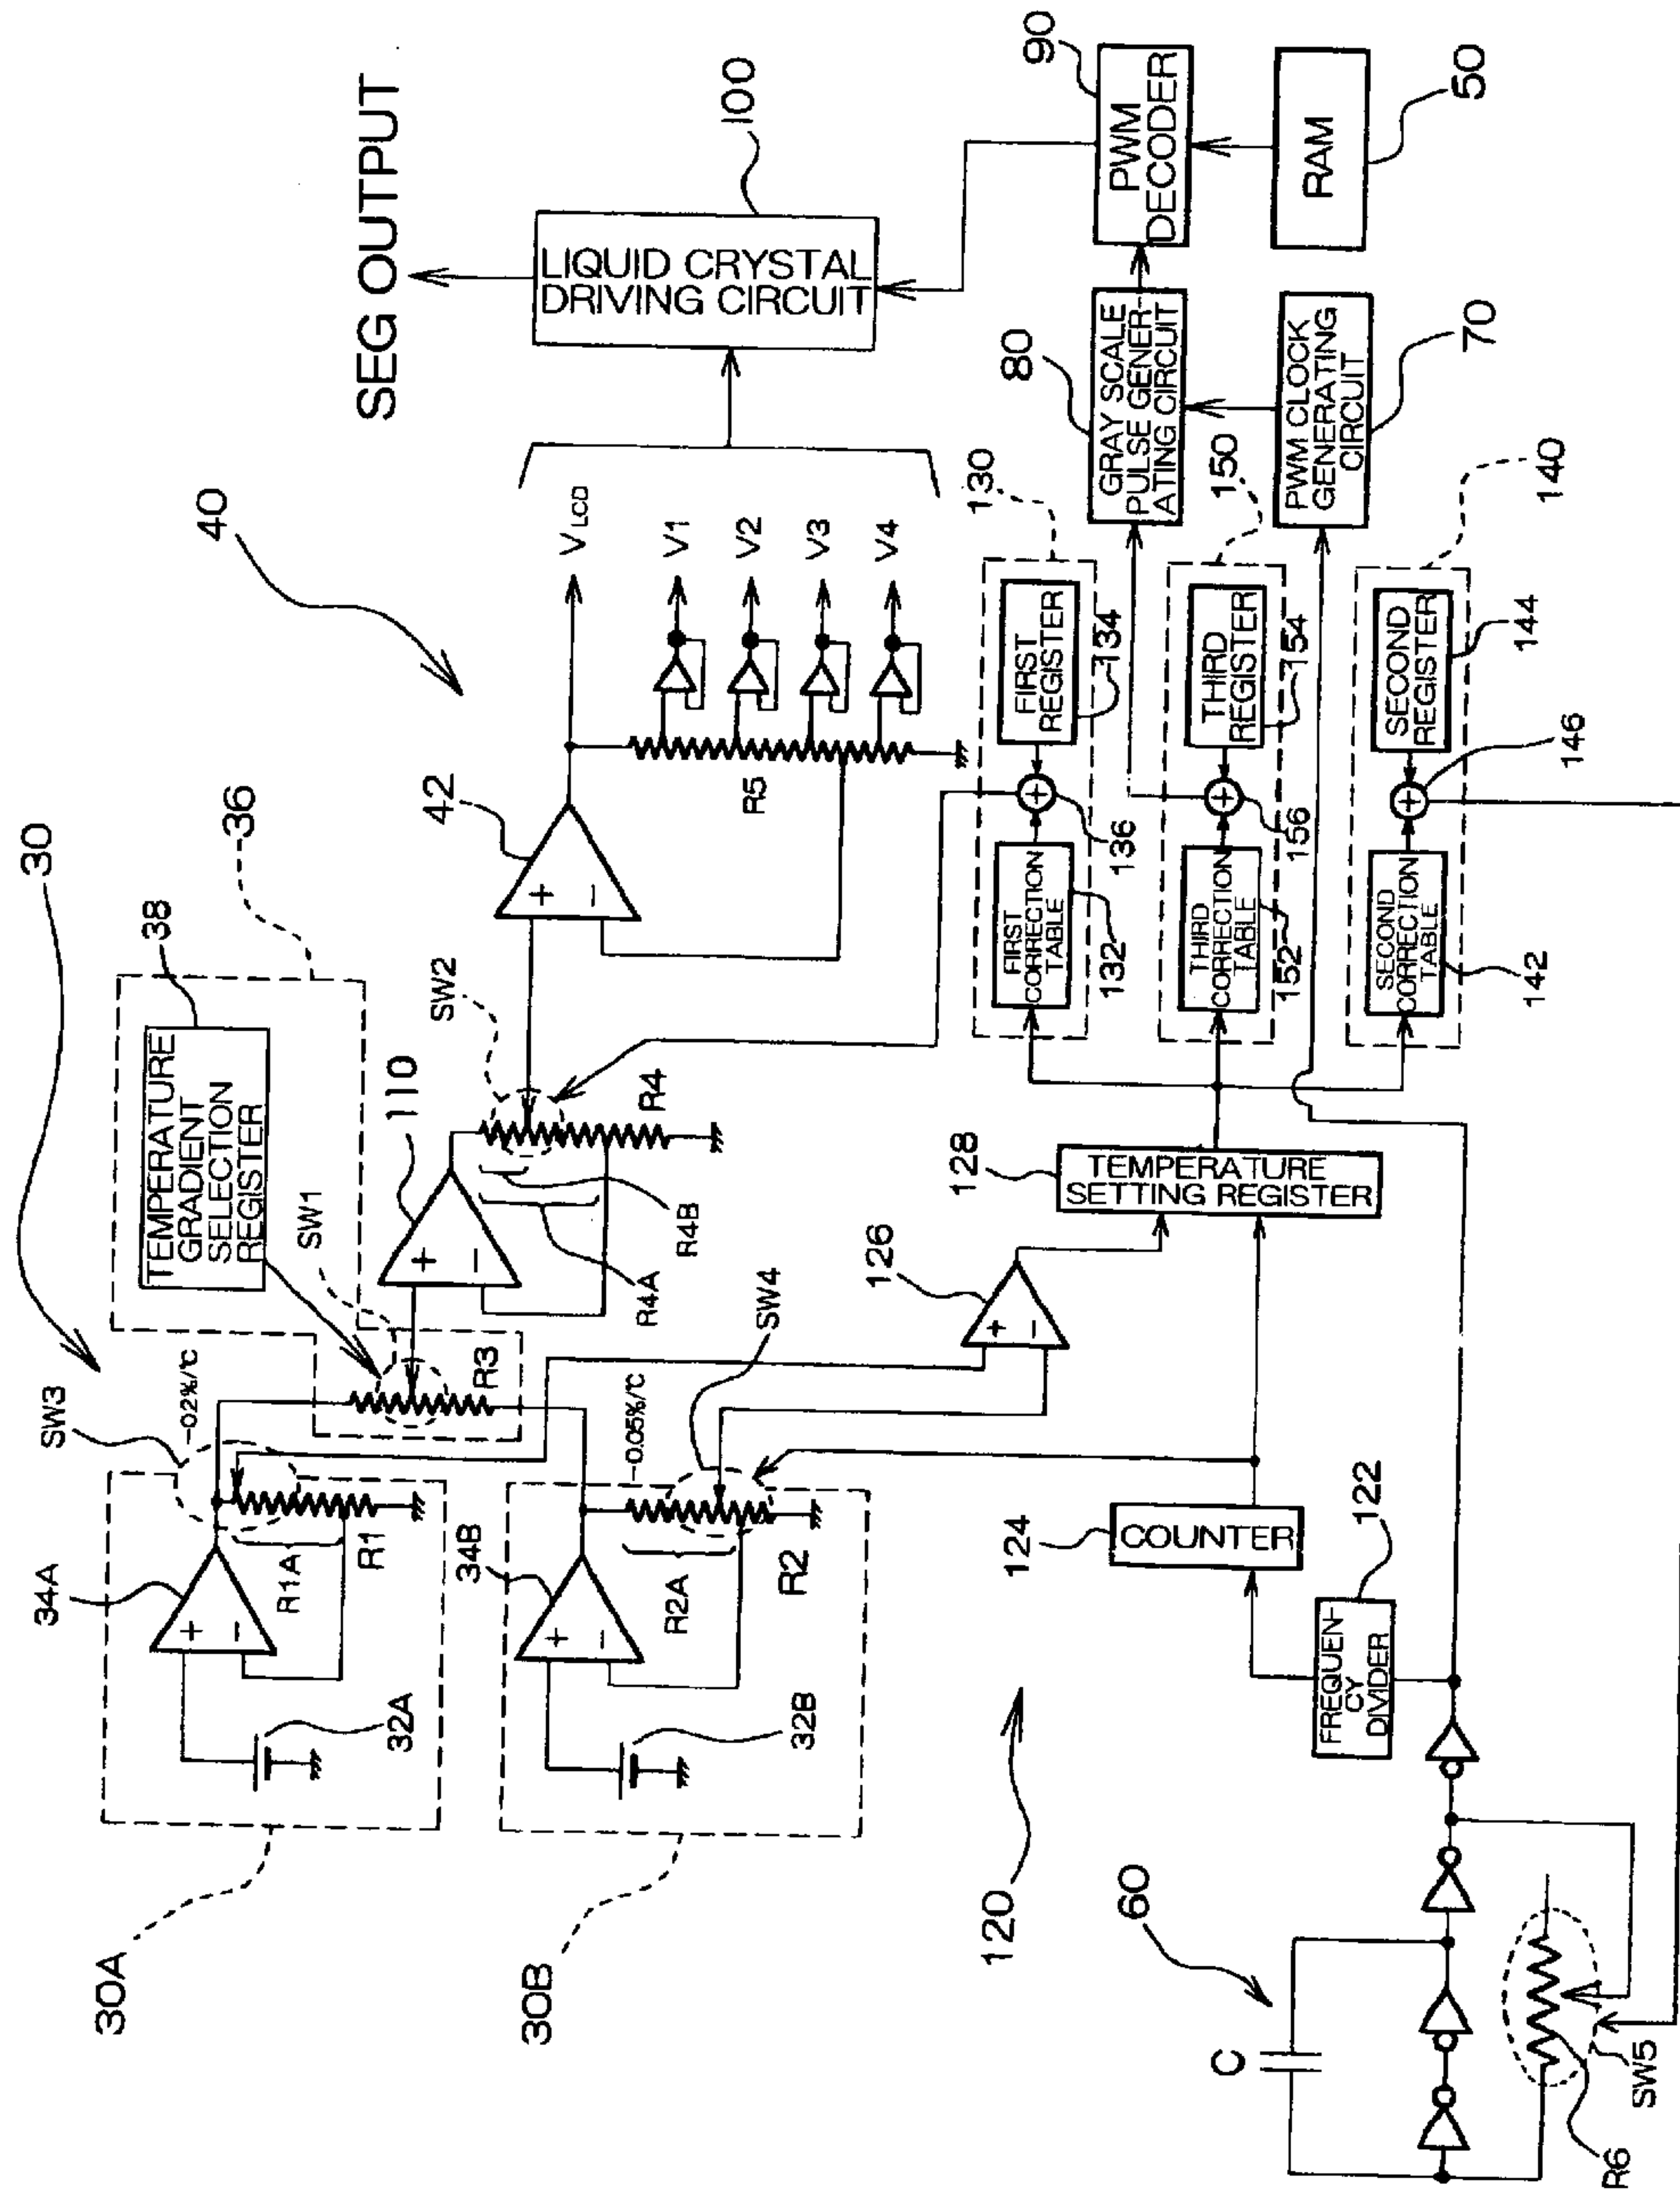 SEG OUTPUT
100
LIQUID CRYSTAL
DRIVING CIRCUIT
90
PWM
DECODER
RAM
50
80
GRAY SCALE
PULSE GENER-
ATING CIRCUIT
PWM CLOCK
GENERATING
CIRCUIT
70
40
VLCD
V1
V2
V3
V4
R5
42
+
−
130
FIRST
REGISTER
134
+
136
FIRST
CORRECTION
TABLE
132
150
THIRD
REGISTER
154
+
156
THIRD
CORRECTION
TABLE
152
140
SECOND
REGISTER
144
+
146
SECOND
CORRECTION
TABLE
142
30
36
38
TEMPERATURE
GRADIENT
SELECTION
REGISTER
SW1
SW2
110
+
−
R4
R4B
R4A
R3
SW3
-0.2%/°C
34A
+
−
R1A
R1
32A
30A
-0.05%/°C
SW4
34B
+
−
R2A
R2
32B
30B
126
+
−
128
TEMPERATURE
SETTING REGISTER
120
124
COUNTER
122
FREQUEN-
CY
DIVIDER
60
C
R6
SW5